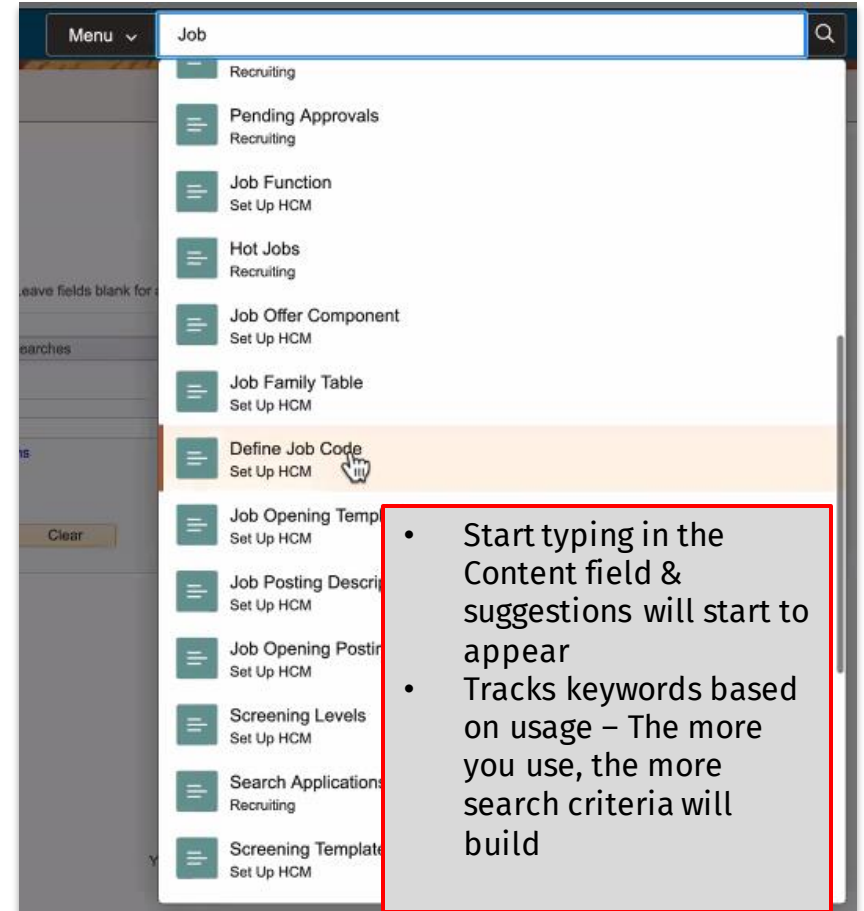 Menu
Job
Recruiting
Pending Approvals
Recruiting
Job Function
Set Up HCM
Leave fields blank for a
Hot Jobs
Recruiting
Job Offer Component
Set Up HCM
earches
Job Family Table
Set Up HCM
ns
Define Job Code
Set Up HCM
Clear
Job Opening Templ
Set Up HCM
Job Posting Descrip
Set Up HCM
Job Opening Postin
Set Up HCM
Screening Levels
Set Up HCM
Search Applications
Recruiting
Screening Template
Set Up HCM
Y
• Start typing in the
Content field &
suggestions will start to
appear
• Tracks keywords based
on usage – The more
you use, the more
search criteria will
build